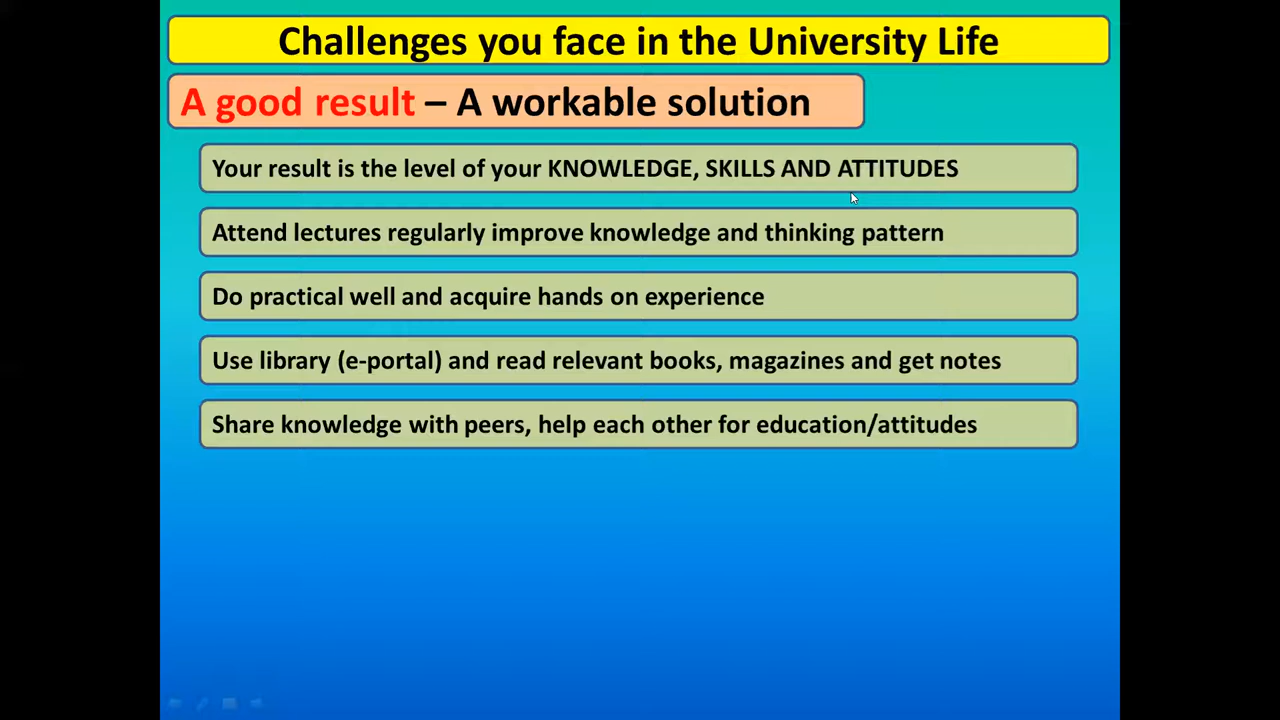 Challenges you face in the University Life
A good result – A workable solution
Your result is the level of your KNOWLEDGE, SKILLS AND ATTITUDES
Attend lectures regularly improve knowledge and thinking pattern
Do practical well and acquire hands on experience
Use library (e-portal) and read relevant books, magazines and get notes
Share knowledge with peers, help each other for education/attitudes